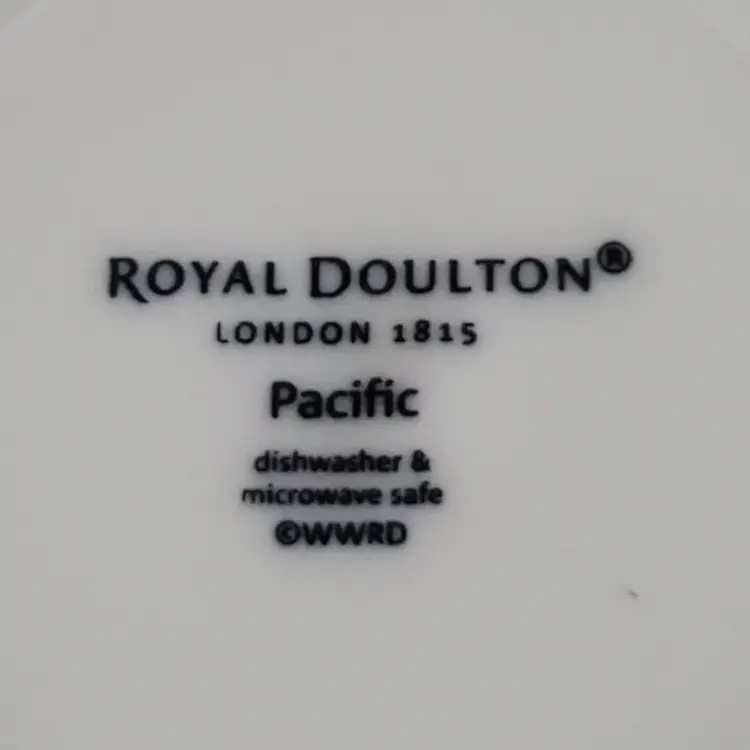 ROYAL DOULTON®
LONDON 1815
Pacific
dishwasher &
microwave safe
©WWRD